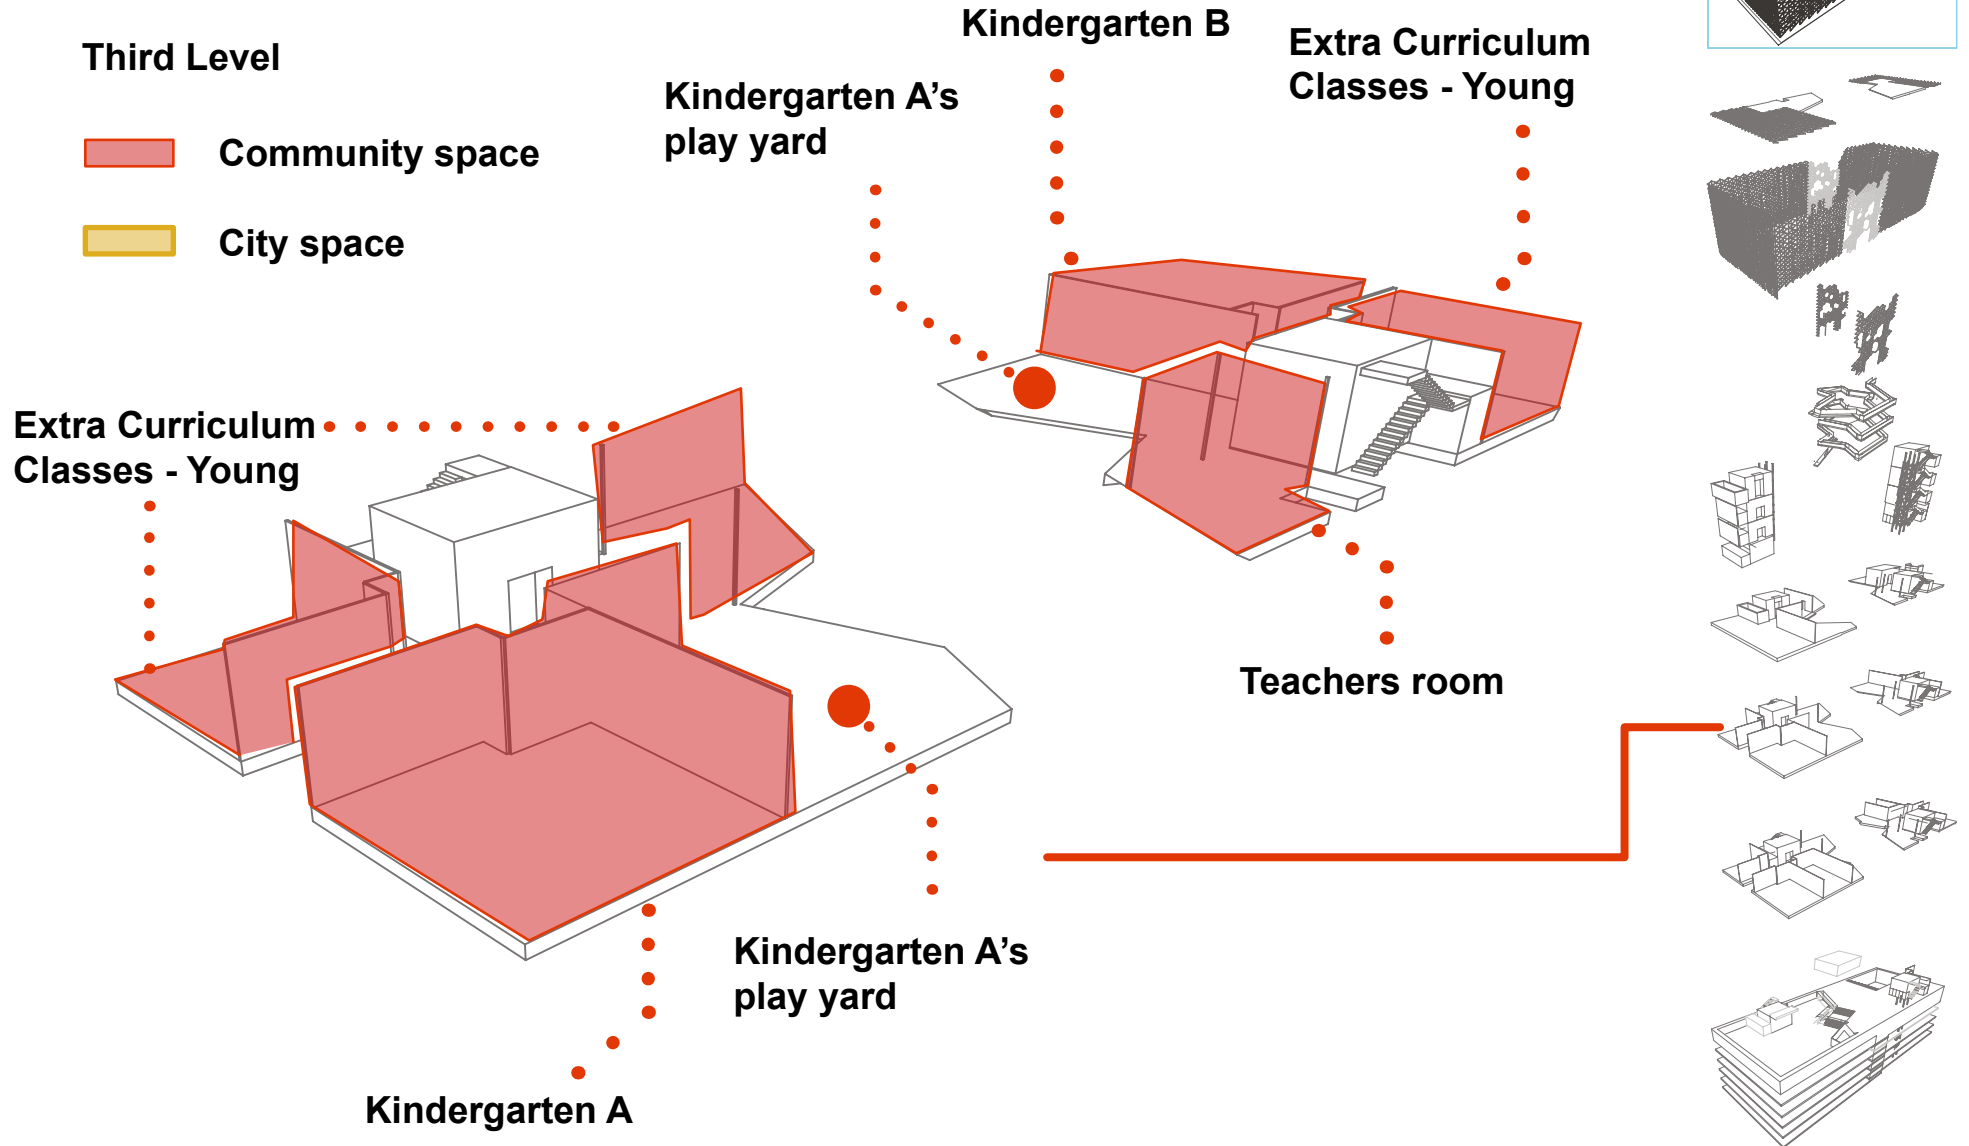 Third Level
Community space
City space
Kindergarten A’s
play yard
Kindergarten B
Extra Curriculum
Classes - Young
Extra Curriculum
Classes - Young
Teachers room
Kindergarten A’s
play yard
Kindergarten A